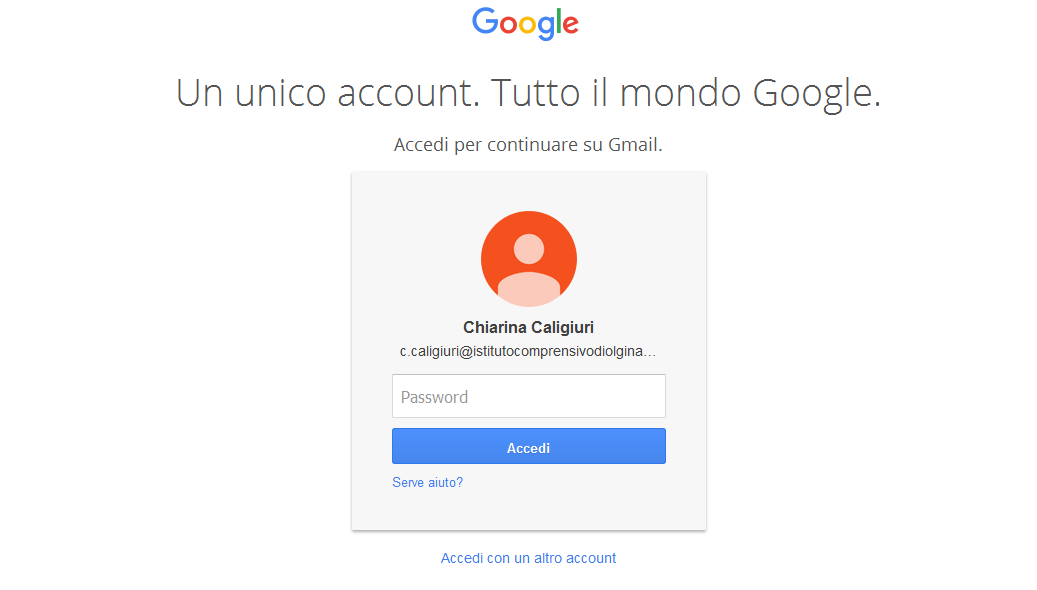 Google
Un unico account. Tutto il mondo Google.
Accedi per continuare su Gmail.
Chiarina Caligiuri
c.caligiuri@istitutocomprensivodiolgina...
Password
Accedi
Serve aiuto?
Accedi con un altro account